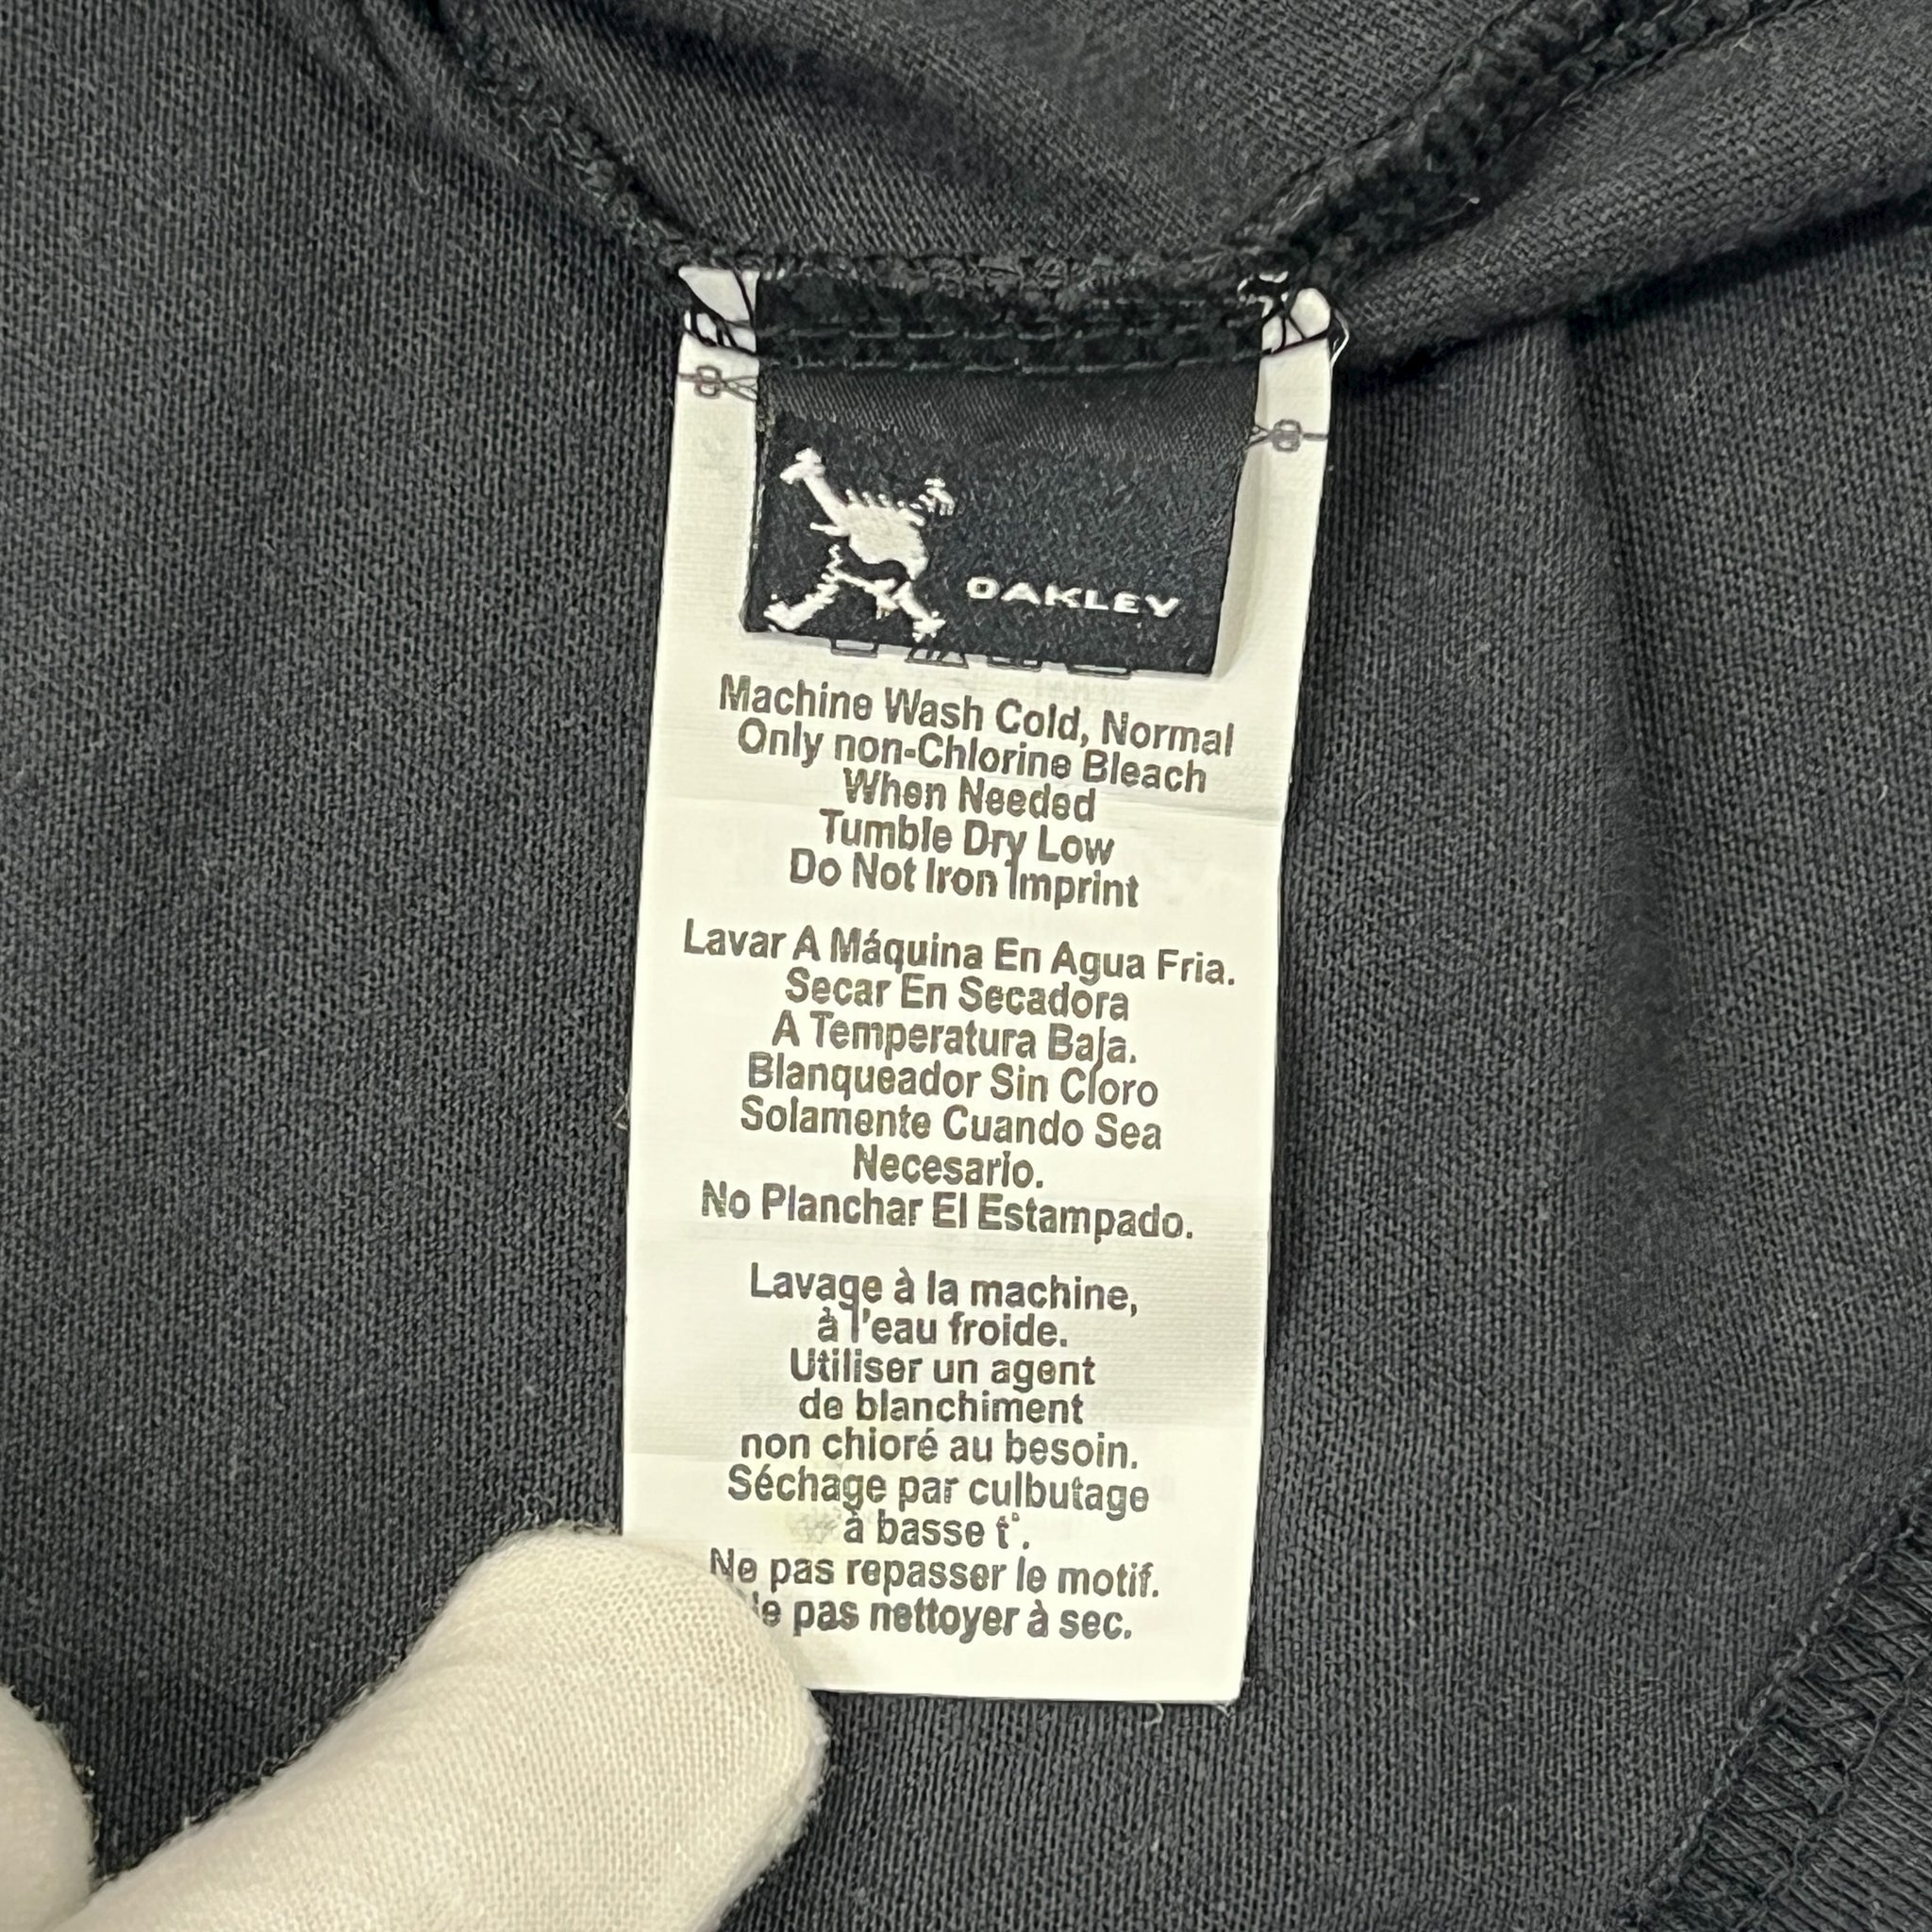 OAKLEY
Machine Wash Cold, Normal
Only non-Chlorine Bleach
When Needed
Tumble Dry Low
Do Not Iron Imprint
Lavar A Máquina En Agua Fria.
Secar En Secadora
A Temperatura Baja.
Blanqueador Sin Cloro
Solamente Cuando Sea
Necesario.
No Planchar El Estampado.
Lavage à la machine,
à l'eau froide.
Utiliser un agent
de blanchiment
non chioré au besoin.
Séchage par culbutage
à basse t°.
Ne pas repasser le motif.
pas nettoyer à sec.